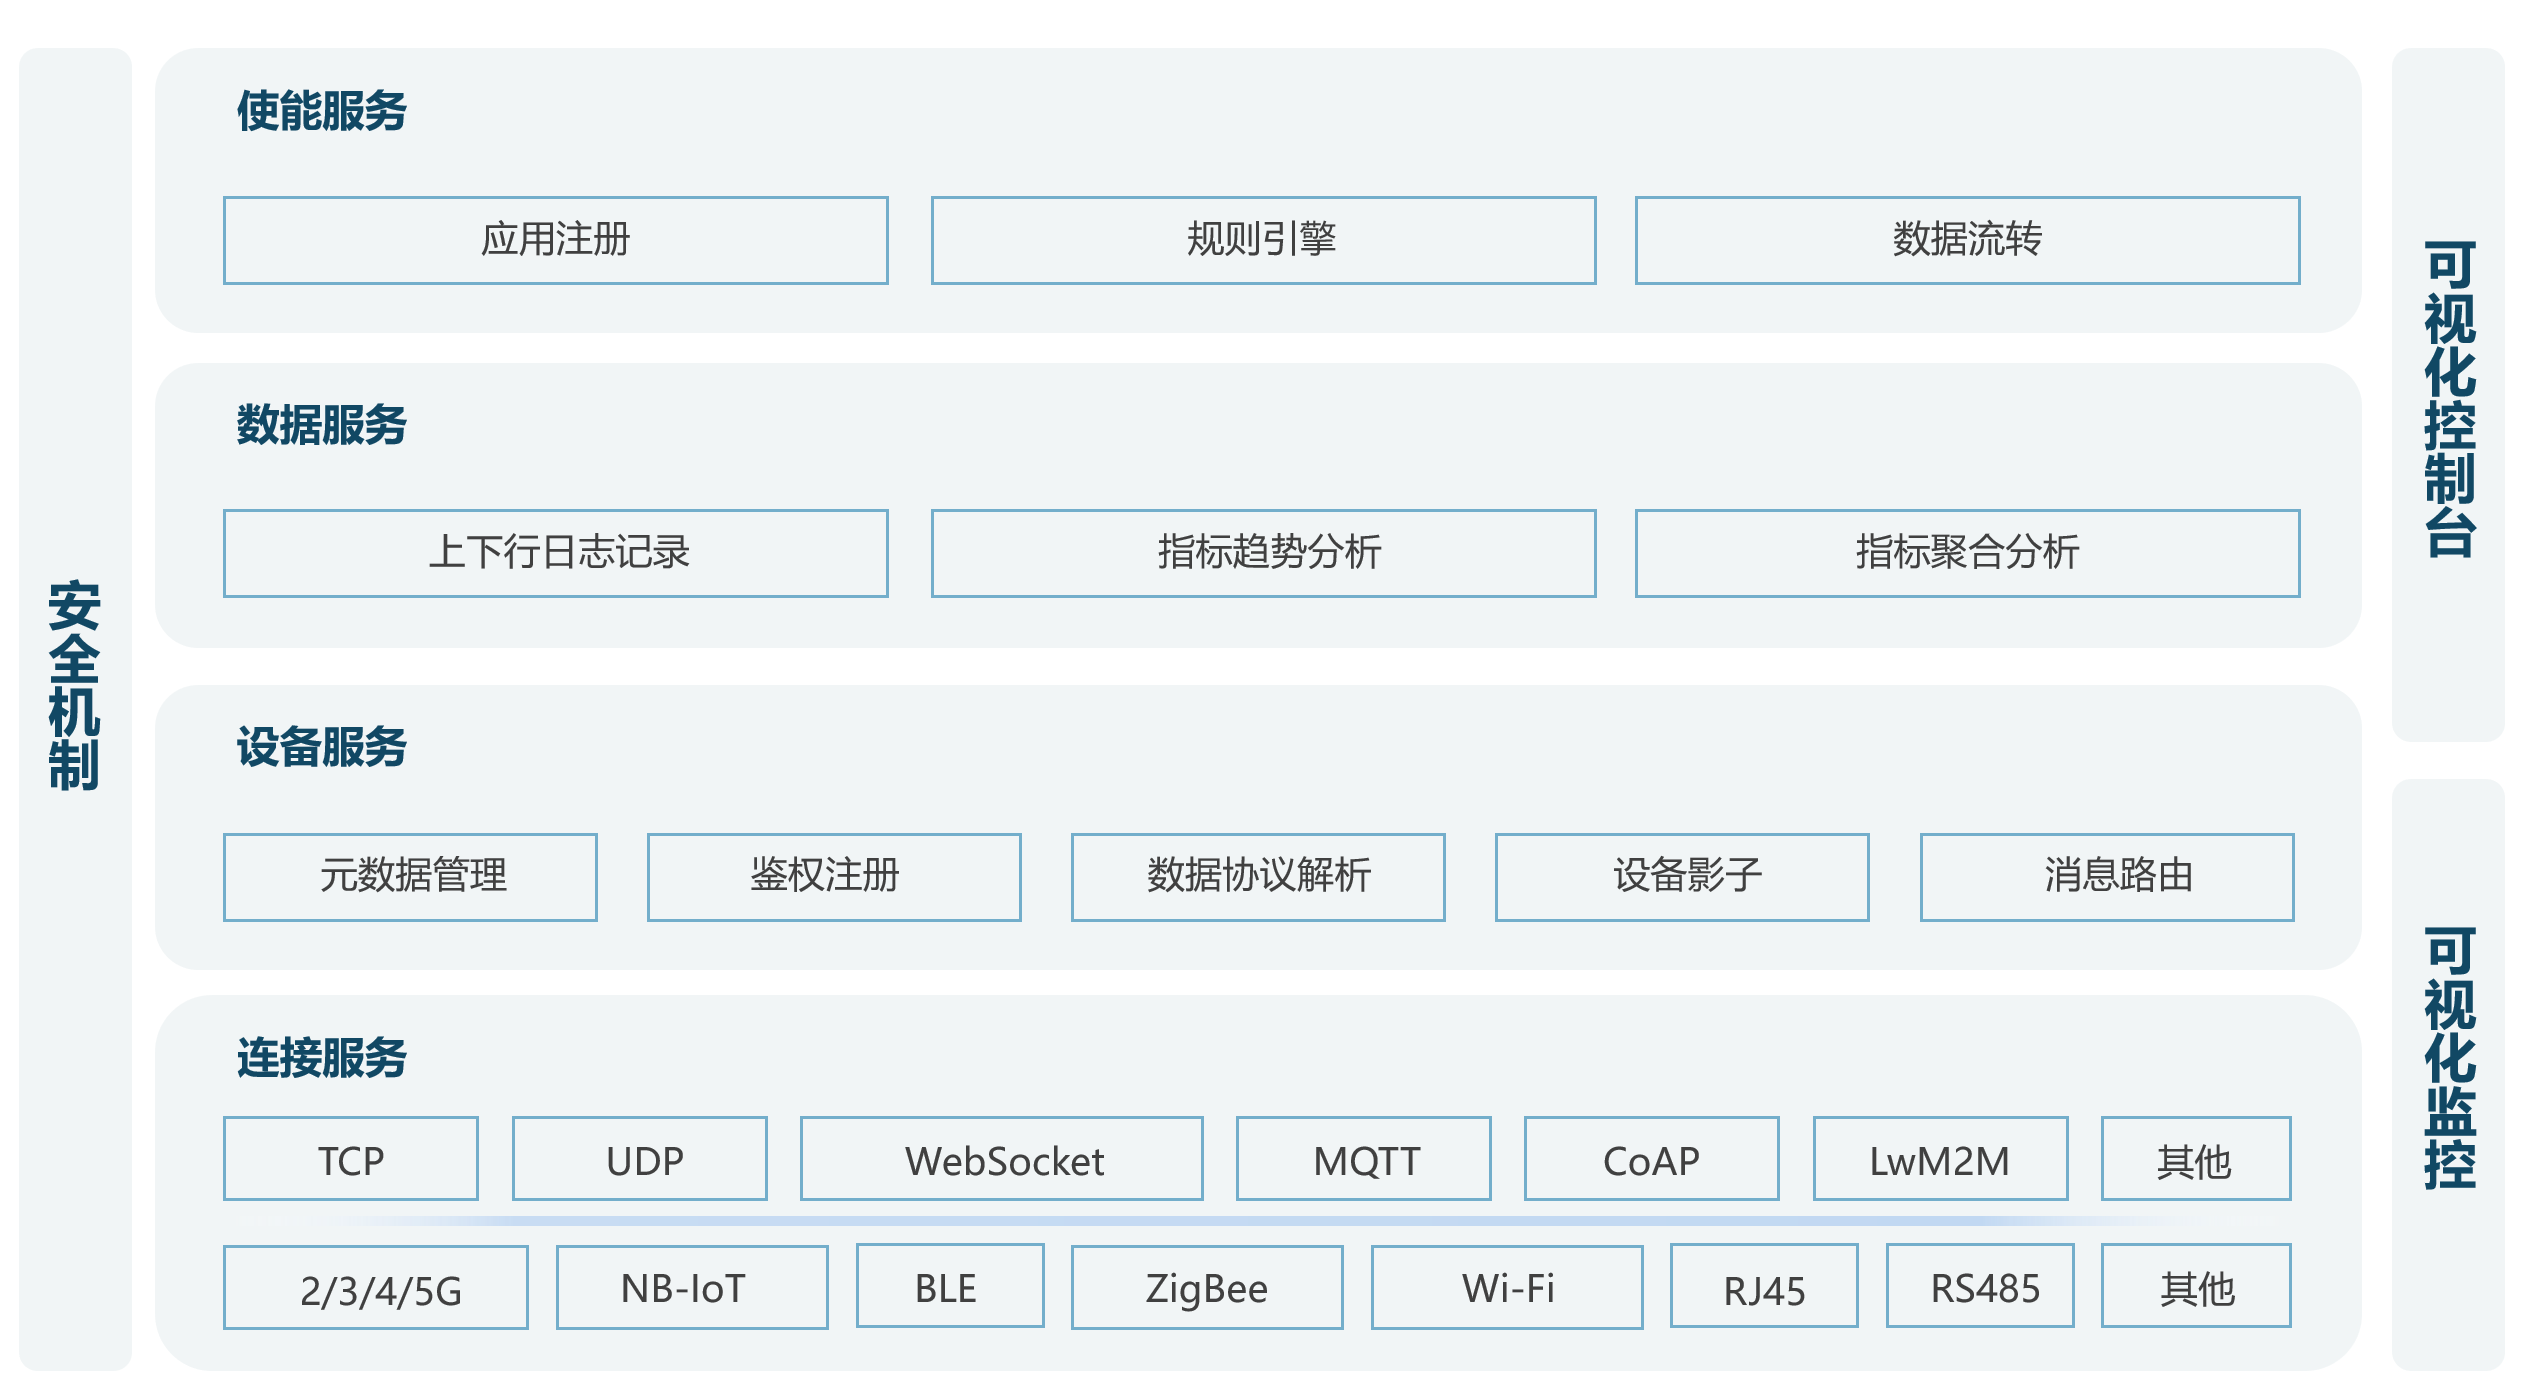 安全机制
使能服务
应用注册
规则引擎
数据流转
数据服务
上下行日志记录
指标趋势分析
指标聚合分析
设备服务
元数据管理
鉴权注册
数据协议解析
设备影子
消息路由
连接服务
TCP
UDP
WebSocket
MQTT
CoAP
LwM2M
其他
2/3/4/5G
NB-IoT
BLE
ZigBee
Wi-Fi
RJ45
RS485
其他
可视化控制台
可视化监控